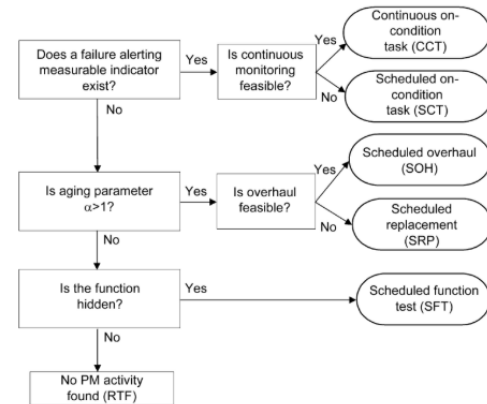 Does a failure alerting
measurable indicator
exist?
Yes
Is continuous
monitoring
feasible?
Yes
Continuous on-
condition
task (CCT)
No
Scheduled on-
condition
task (SCT)
No
Is aging parameter
α>1?
Yes
Is overhaul
feasible?
Yes
Scheduled overhaul
(SOH)
No
Scheduled
replacement
(SRP)
No
Is the function
hidden?
Yes
Scheduled function
test (SFT)
No
No PM activity
found (RTF)